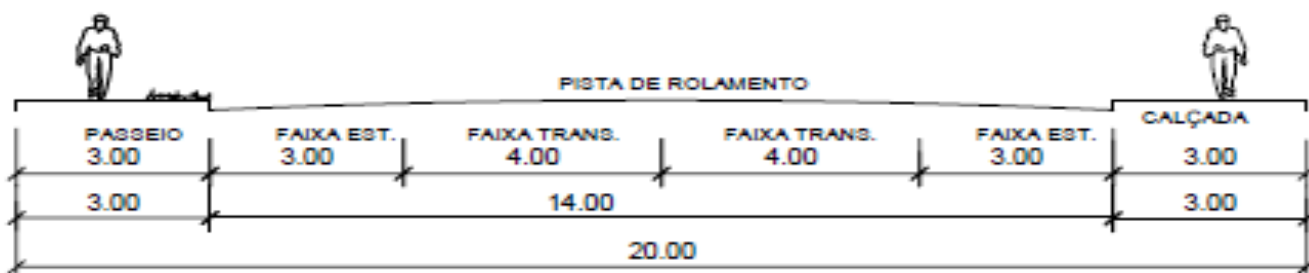 PISTA DE ROLAMENTO
CALÇADA
PASSEIO FAIXA EST. FAIXA TRANS. FAIXA TRANS. FAIXA EST.
3.00 3.00 4.00 4.00 3.00 3.00
3.00 14.00 3.00
20.00